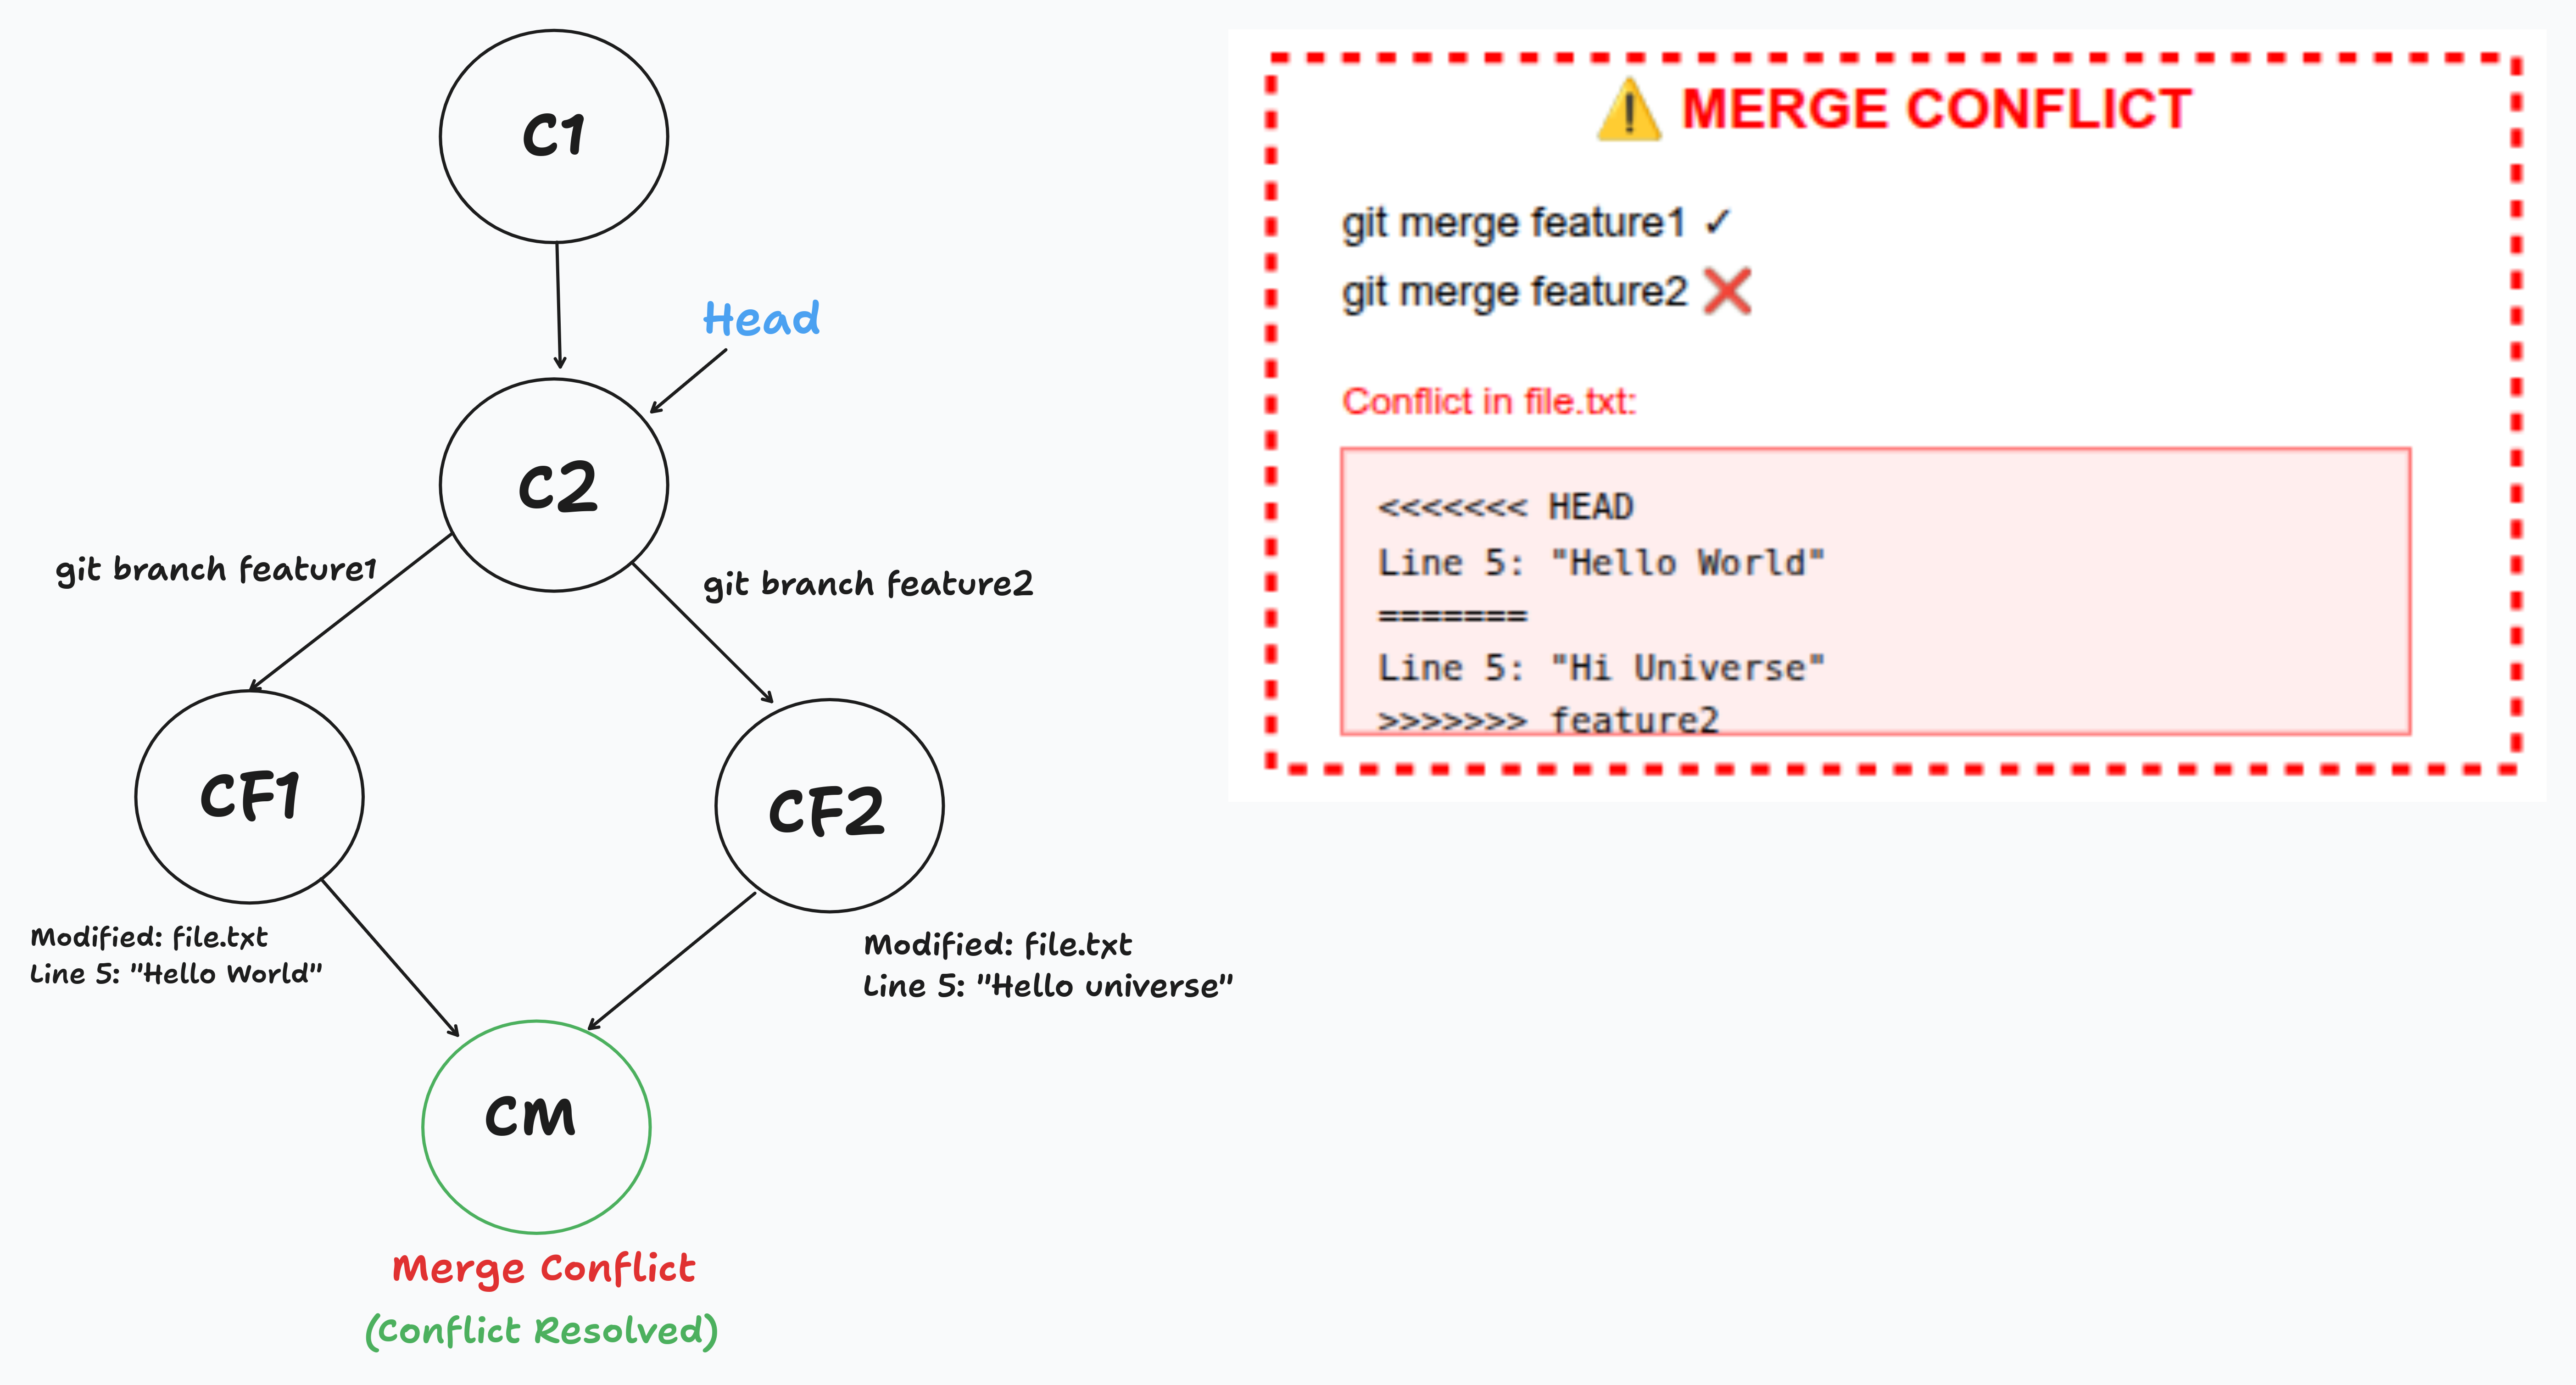 C1
Head
C2
git branch feature1
git branch feature2
CF1
CF2
Modified: file.txt
Line 5: "Hello World"
Modified: file.txt
Line 5: "Hello universe"
CM
Merge Conflict
(Conflict Resolved)
⚠️ MERGE CONFLICT
git merge feature1 ✓
git merge feature2 ❌
Conflict in file.txt:
<<<<<<< HEAD
Line 5: "Hello World"
=======
Line 5: "Hi Universe"
>>>>>>> feature2